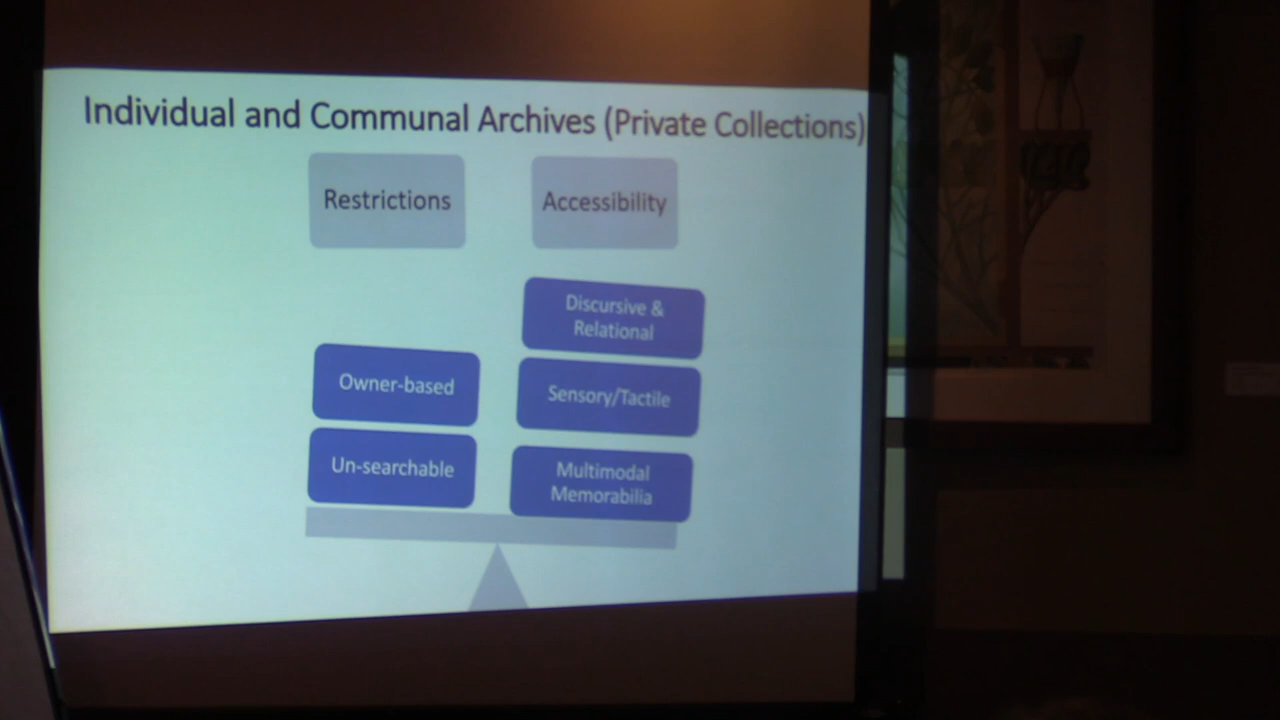 Individual and Communal Archives (Private Collections)
Restrictions
Accessibility
Discursive &
Relational
Owner-based
Sensory/Tactile
Un-searchable
Multimodal
Memorabilia